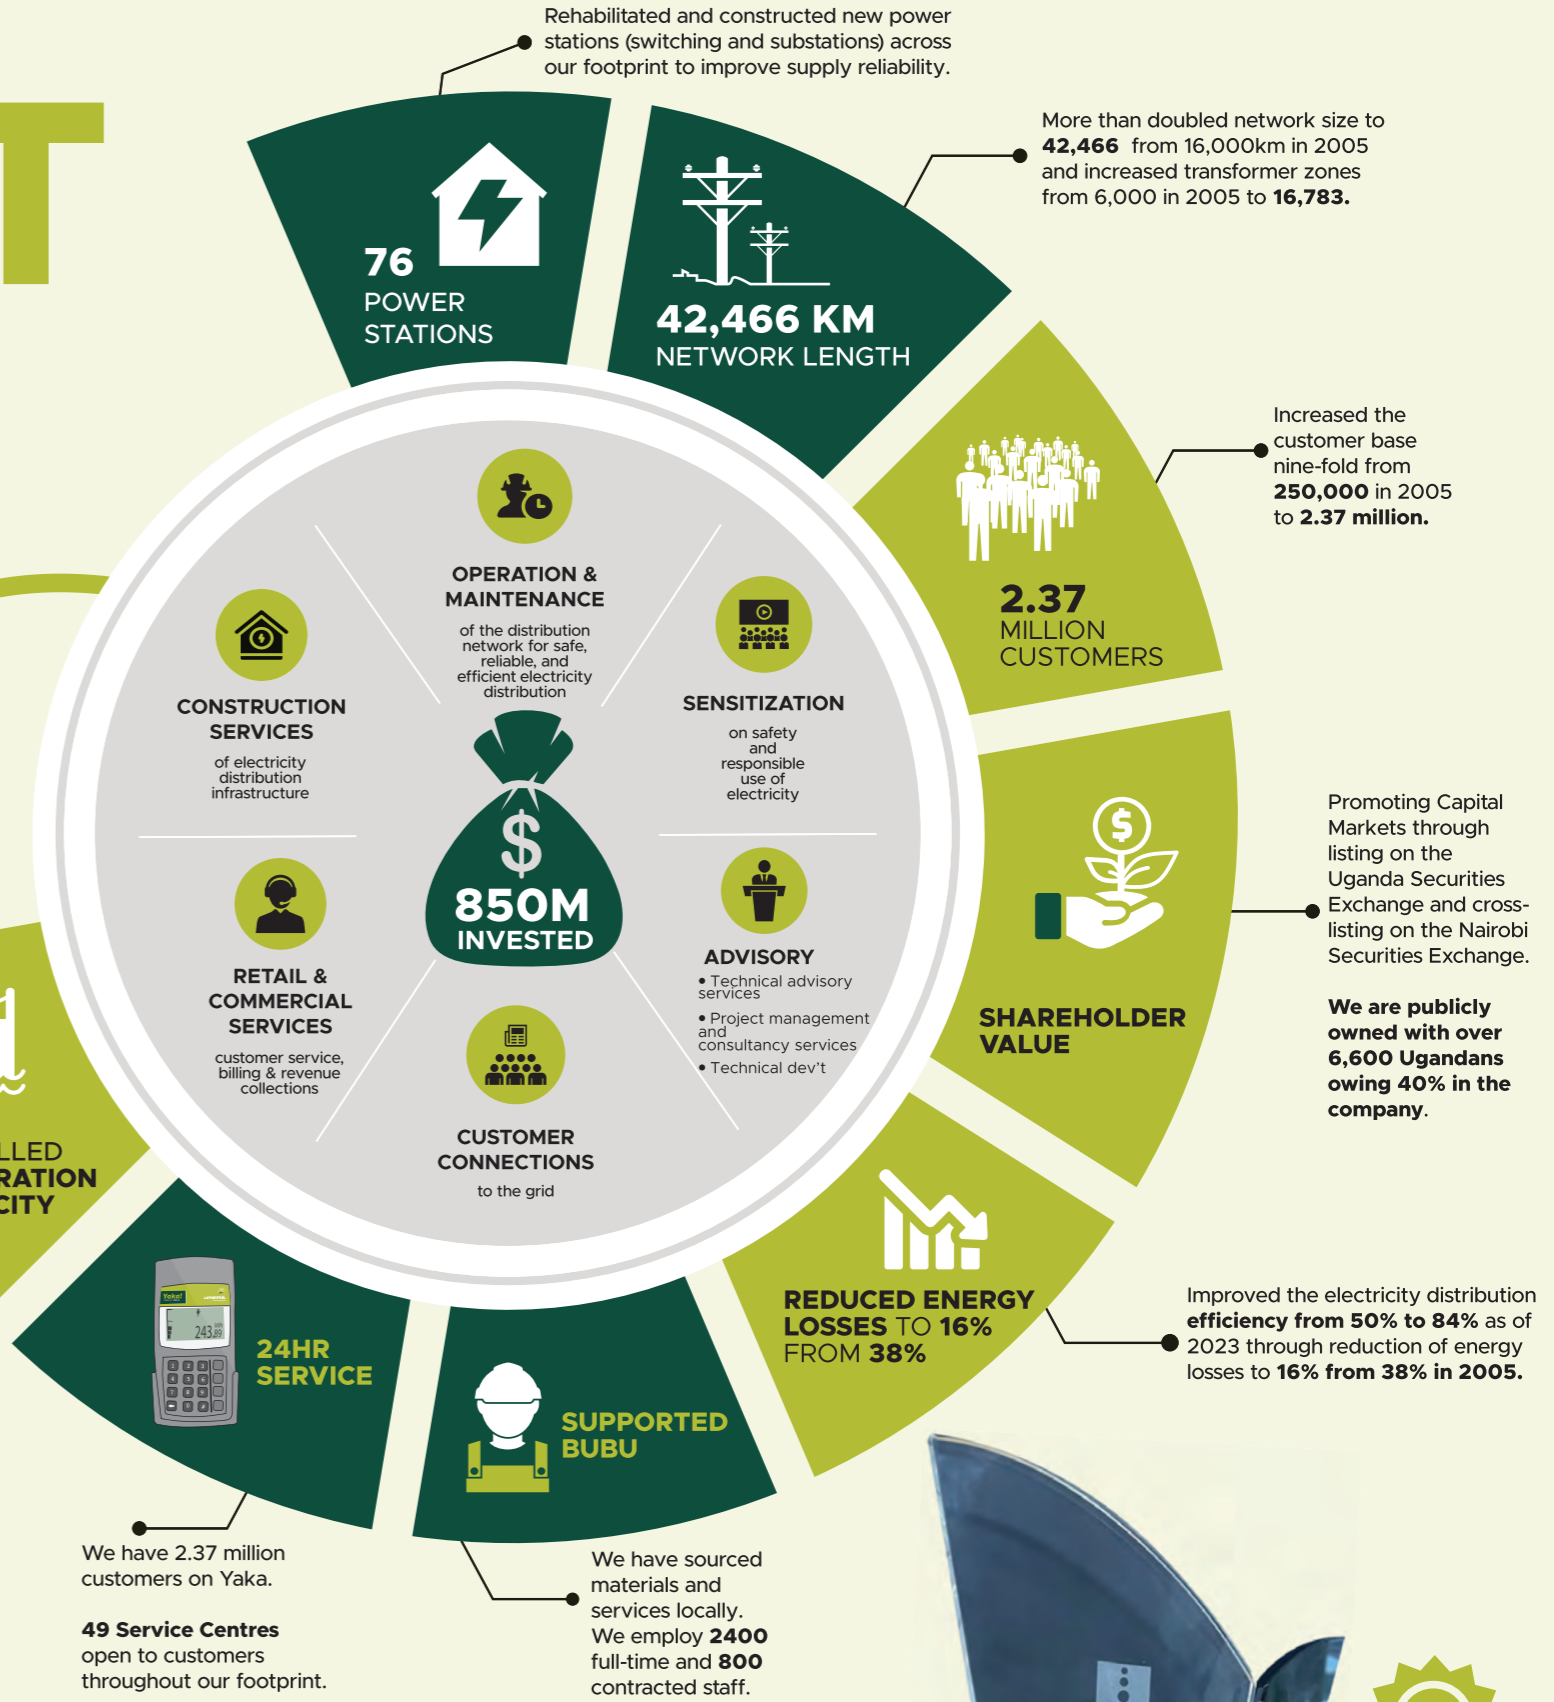 Rehabilitated and constructed new power
stations (switching and substations) across
our footprint to improve supply reliability.
T
More than doubled network size to
42,466 from 16,000km in 2005
and increased transformer zones
from 6,000 in 2005 to 16,783.
76
POWER
STATIONS
42,466 KM
NETWORK LENGTH
Increased the
customer base
nine-fold from
250,000 in 2005
to 2.37 million.
2.37
MILLION
CUSTOMERS
OPERATION &
MAINTENANCE
of the distribution
network for safe,
reliable, and
efficient electricity
distribution
CONSTRUCTION
SERVICES
of electricity
distribution
infrastructure
SENSITIZATION
on safety
and
responsible
use of
electricity
$
850M
INVESTED
$
Promoting Capital
Markets through
listing on the
Uganda Securities
Exchange and cross-
listing on the Nairobi
Securities Exchange.
We are publicly
owned with over
6,600 Ugandans
owing 40% in the
company.
SHAREHOLDER
VALUE
RETAIL &
COMMERCIAL
SERVICES
customer service,
billing & revenue
collections
ADVISORY
• Technical advisory
services
• Project management
and
consultancy services
• Technical dev't
CUSTOMER
CONNECTIONS
to the grid
LLED
RATION
CITY
REDUCED ENERGY
LOSSES TO 16%
FROM 38%
Improved the electricity distribution
efficiency from 50% to 84% as of
2023 through reduction of energy
losses to 16% from 38% in 2005.
Yaka!
243.89
24HR
SERVICE
SUPPORTED
BUBU
We have 2.37 million
customers on Yaka.
49 Service Centres
open to customers
throughout our footprint.
We have sourced
materials and
services locally.
We employ 2400
full-time and 800
contracted staff.